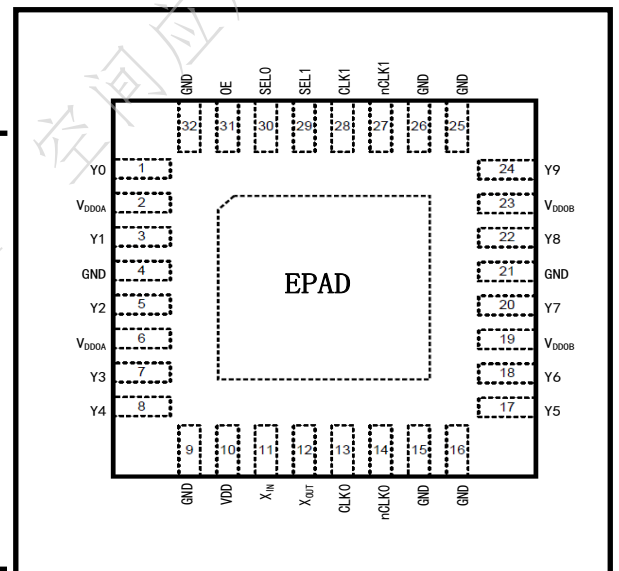 空间应
GND OE SEL0 SEL1 CLK1 nCLK1 GND GND
32 31 30 29 28 27 26 25
Y0 1 24 Y9
VDDOA 2 23 VDDOB
Y1 3 22 Y8
GND 4 21 GND
EPAD
Y2 5 20 Y7
VDDOA 6 19 VDDOB
Y3 7 18 Y6
Y4 8 17 Y5
9 10 11 12 13 14 15 16
GND VDD XIN XOUT CLK0 nCLK0 GND GND